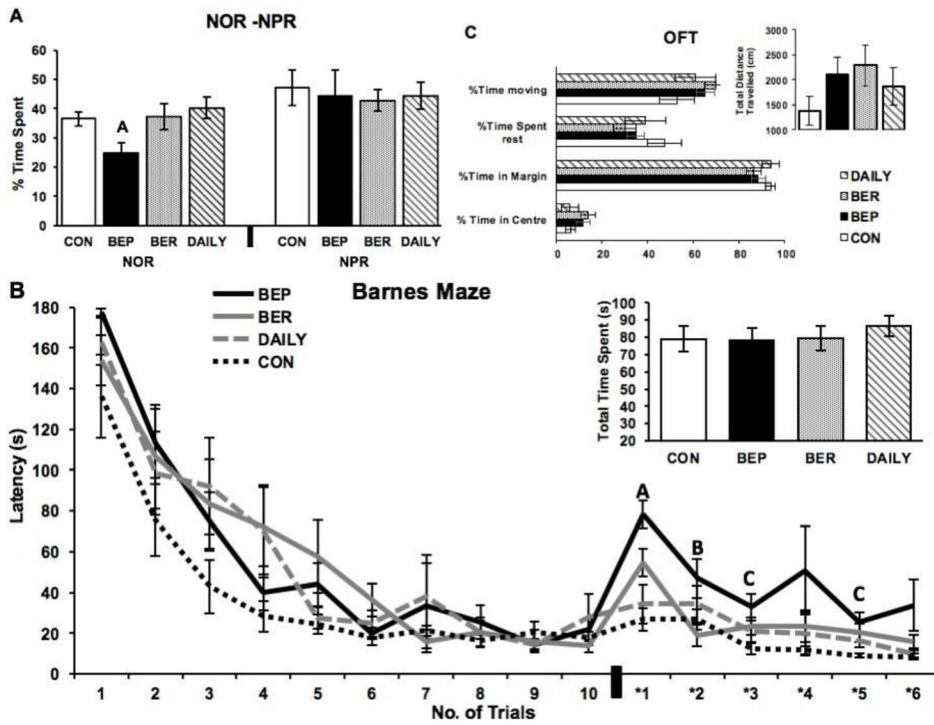 A
NOR -NPR
% Time Spent
60
50
40
30
20
10
0
A
CON BEP BER DAILY CON BEP BER DAILY
NOR NPR
C
OFT
%Time moving
%Time Spent
rest
%Time in Margin
% Time in Centre
0 20 40 60 80 100
Total Distance
Travelled (cm)
3000
2500
2000
1500
1000
DAILY
BER
BEP
CON
B
Barnes Maze
BEP
BER
DAILY
CON
Latency (s)
180
160
140
120
100
80
60
40
20
0
A
B
C
C
1 2 3 4 5 6 7 8 9 10 *1 *2 *3 *4 *5 *6
No. of Trials
Total Time Spent (s)
100
90
80
70
60
50
40
30
20
CON BEP BER DAILY